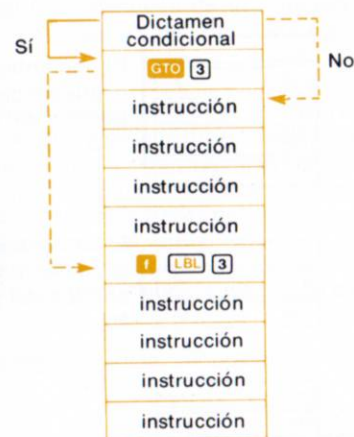 Dictamen
condicional
Sí
GTO 3
No
instrucción
instrucción
instrucción
instrucción
f LBL 3
instrucción
instrucción
instrucción
instrucción